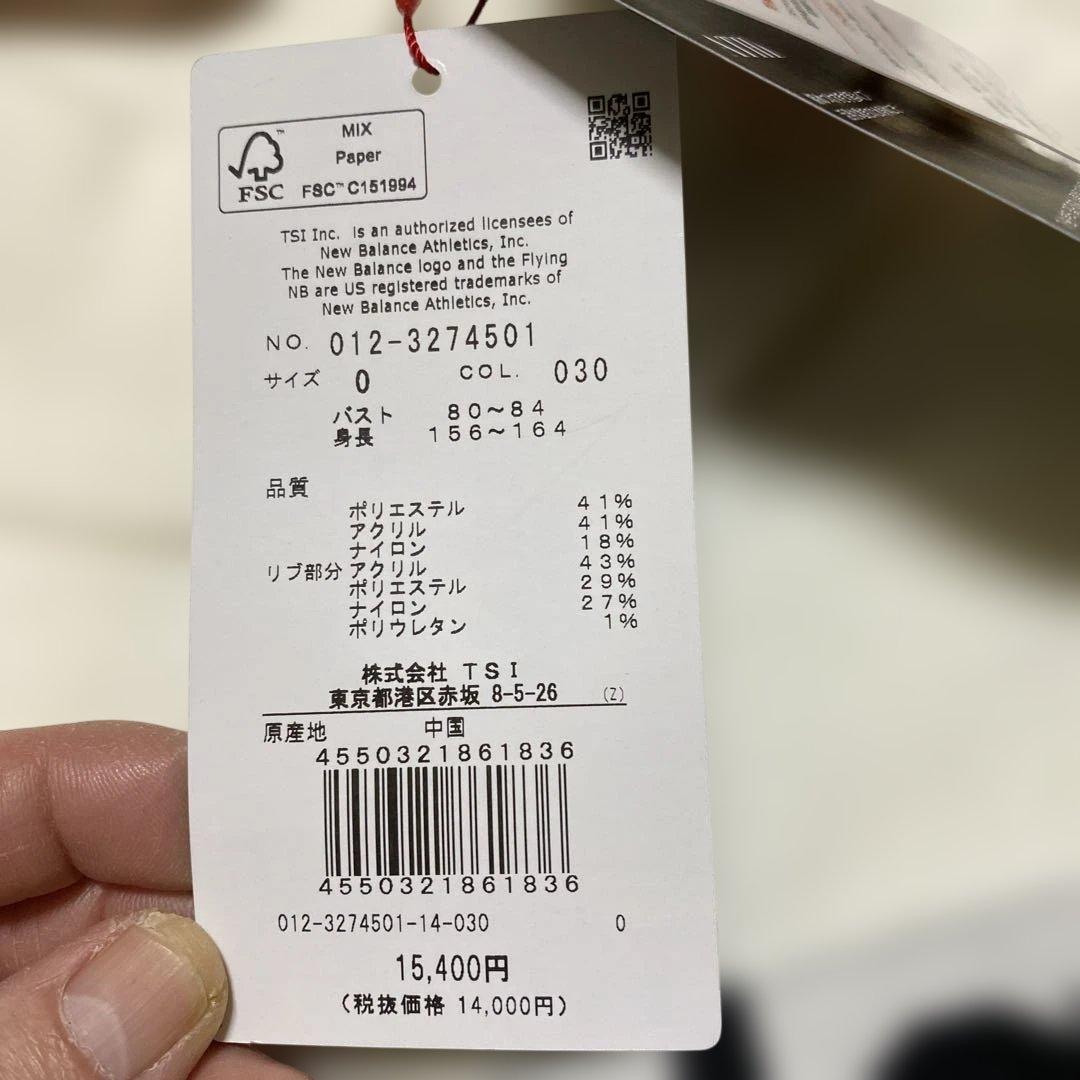 MIX
Paper
FSC™ C151994
FSC™
TSI Inc. is an authorized licensees of
New Balance Athletics, Inc.
The New Balance logo and the Flying
NB are US registered trademarks of
New Balance Athletics, Inc.
NO. 012-3274501
サイズ 0 COL. 030
バスト 80~84
身長 156~164
品質
ポリエステル 41%
アクリル 41%
ナイロン 18%
リブ部分 アクリル 43%
ポリエステル 29%
ナイロン 27%
ポリウレタン 1%
株式会社 TSI
東京都港区赤坂 8-5-26 (Z)
原産地 中国
4550321861836
4550321861836
012-3274501-14-030 0
15,400円
(税抜価格 14,000円)